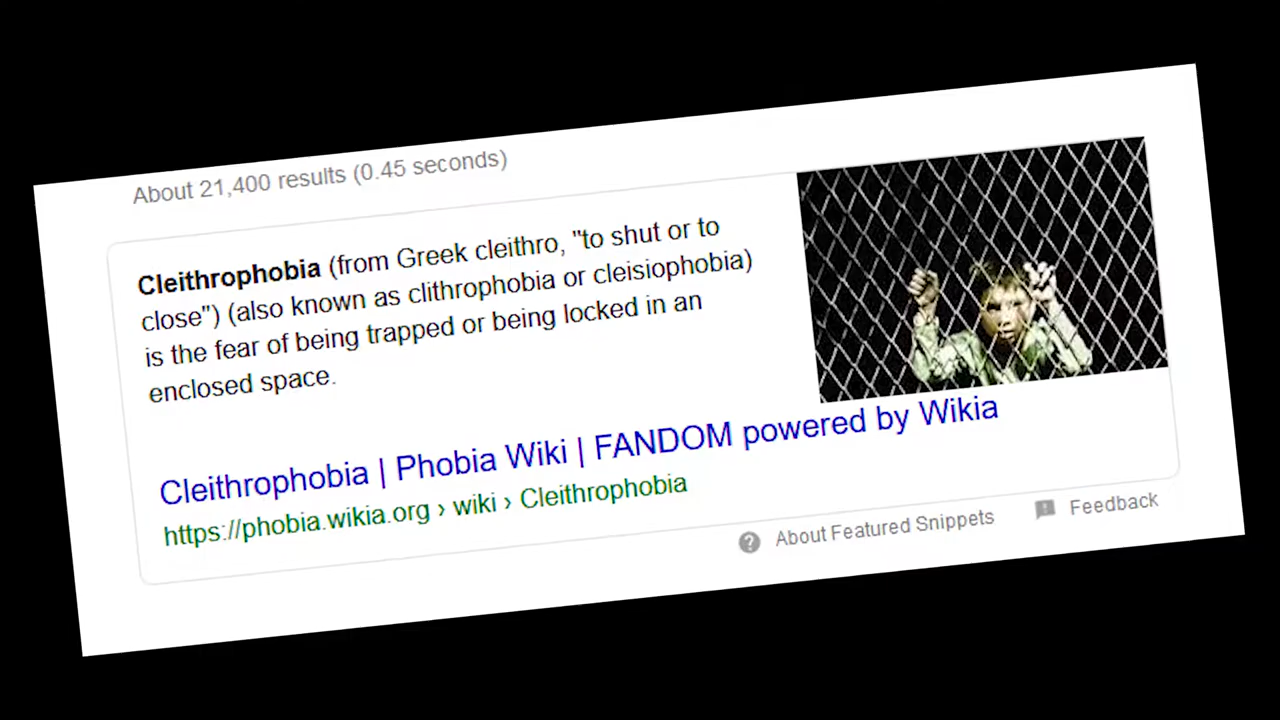 About 21,400 results (0.45 seconds)
Cleithrophobia (from Greek cleithro, "to shut or to
close") (also known as clithrophobia or cleisiophobia)
is the fear of being trapped or being locked in an
enclosed space.
Cleithrophobia | Phobia Wiki | FANDOM powered by Wikia
https://phobia.wikia.org › wiki › Cleithrophobia
About Featured Snippets Feedback